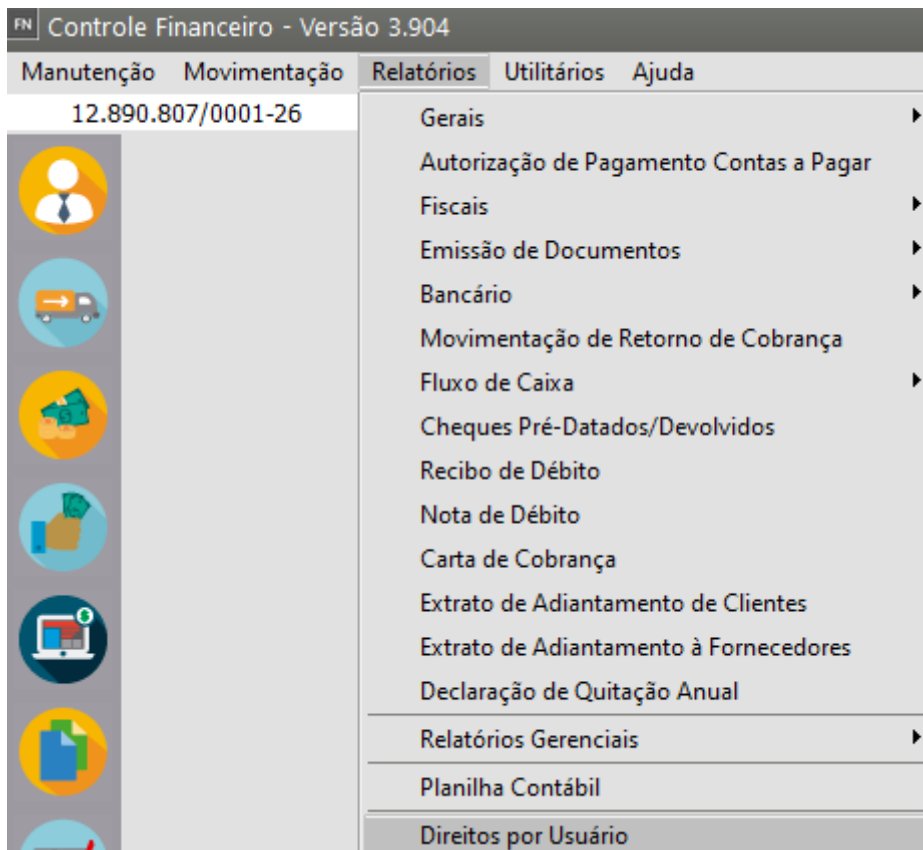 FN Controle Financeiro - Versão 3.904
Manutenção Movimentação Relatórios Utilitários Ajuda
12.890.807/0001-26
Gerais
Autorização de Pagamento Contas a Pagar
Fiscais
Emissão de Documentos
Bancário
Movimentação de Retorno de Cobrança
Fluxo de Caixa
Cheques Pré-Datados/Devolvidos
Recibo de Débito
Nota de Débito
Carta de Cobrança
Extrato de Adiantamento de Clientes
Extrato de Adiantamento à Fornecedores
Declaração de Quitação Anual
Relatórios Gerenciais
Planilha Contábil
Direitos por Usuário